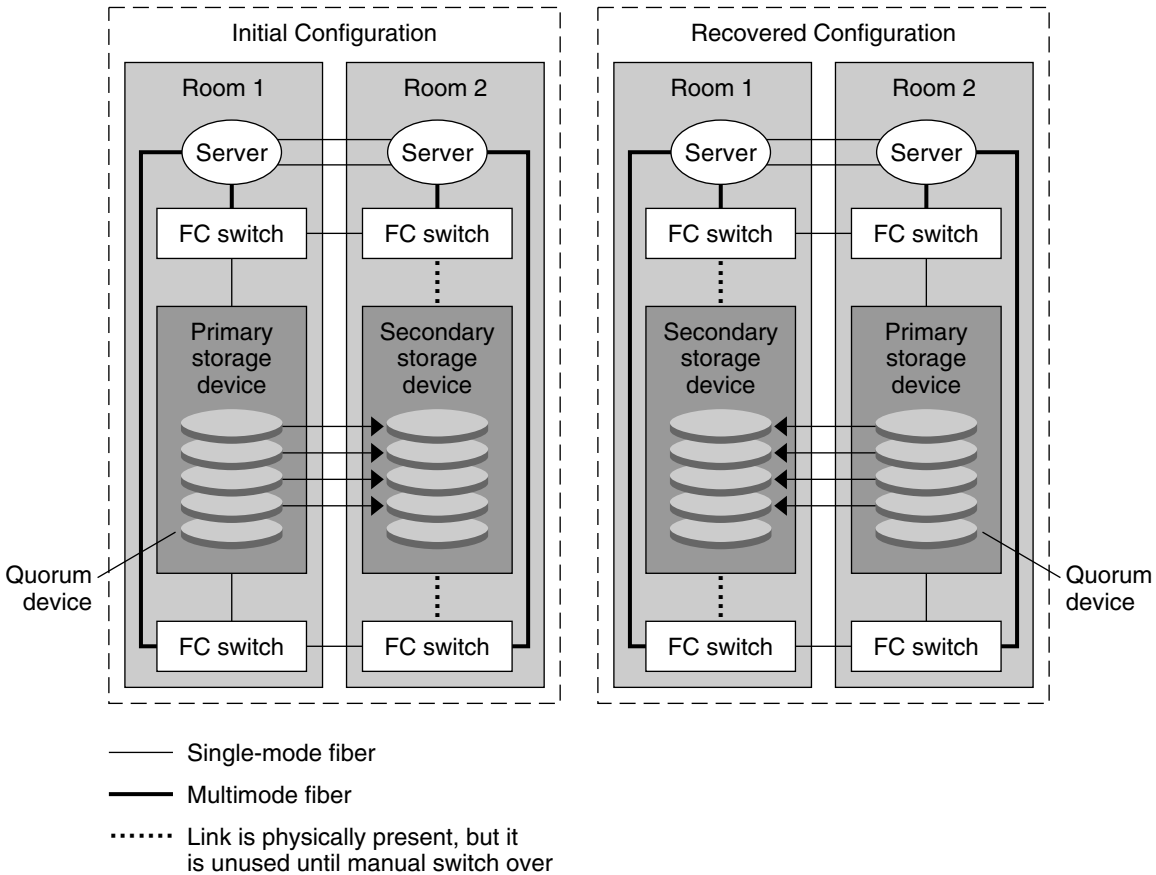 Initial Configuration
Room 1
Room 2
Server
Server
FC switch
FC switch
Primary
storage
device
Secondary
storage
device
Quorum
device
FC switch
FC switch
Recovered Configuration
Room 1
Room 2
Server
Server
FC switch
FC switch
Secondary
storage
device
Primary
storage
device
Quorum
device
FC switch
FC switch
Single-mode fiber
Multimode fiber
Link is physically present, but it
is unused until manual switch over